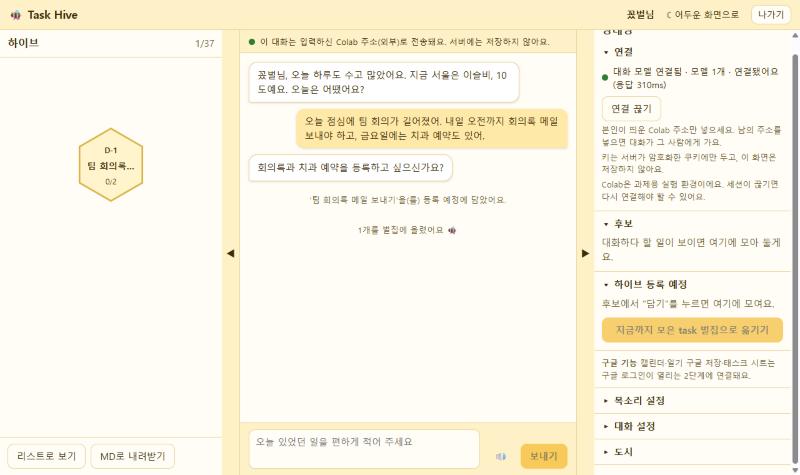 Task Hive
꿀벌님
어두운 화면으로
나가기
하이브
1/37
D-1
팀 회의록...
0/2
리스트로 보기
MD로 내려받기
이 대화는 입력하신 Colab 주소(외부)로 전송돼요. 서버에는 저장하지 않아요.
꿀벌님, 오늘 하루도 수고 많았어요. 지금 서울은 이슬비, 10
도예요. 오늘은 어땠어요?
오늘 점심에 팀 회의가 길어졌어. 내일 오전까지 회의록 메일
보내야 하고, 금요일에는 치과 예약도 있어.
회의록과 치과 예약을 등록하고 싶으신가요?
'팀 회의록 메일 보내기'을(를) 등록 예정에 담았어요.
1개를 벌집에 올렸어요
오늘 있었던 일을 편하게 적어 주세요
보내기
연결
대화 모델 연결됨 · 모델 1개 · 연결됐어요
(응답 310ms)
연결 끊기
본인이 띄운 Colab 주소만 넣으세요. 남의 주소를
넣으면 대화가 그 사람에게 가요.
키는 서버가 암호화한 쿠키에만 두고, 이 화면은
저장하지 않아요.
Colab은 과제용 실행 환경이에요. 세션이 끊기면
다시 연결해야 할 수 있어요.
후보
대화하다 할 일이 보이면 여기에 모아 둘게
요.
하이브 등록 예정
후보에서 "담기"를 누르면 여기에 모여요.
지금까지 모은 task 벌집으로 옮기기
구글 기능 캘린더·일기 구글 저장·태스크 시트는
구글 로그인이 열리는 2단계에 연결돼요.
목소리 설정
대화 설정
도시